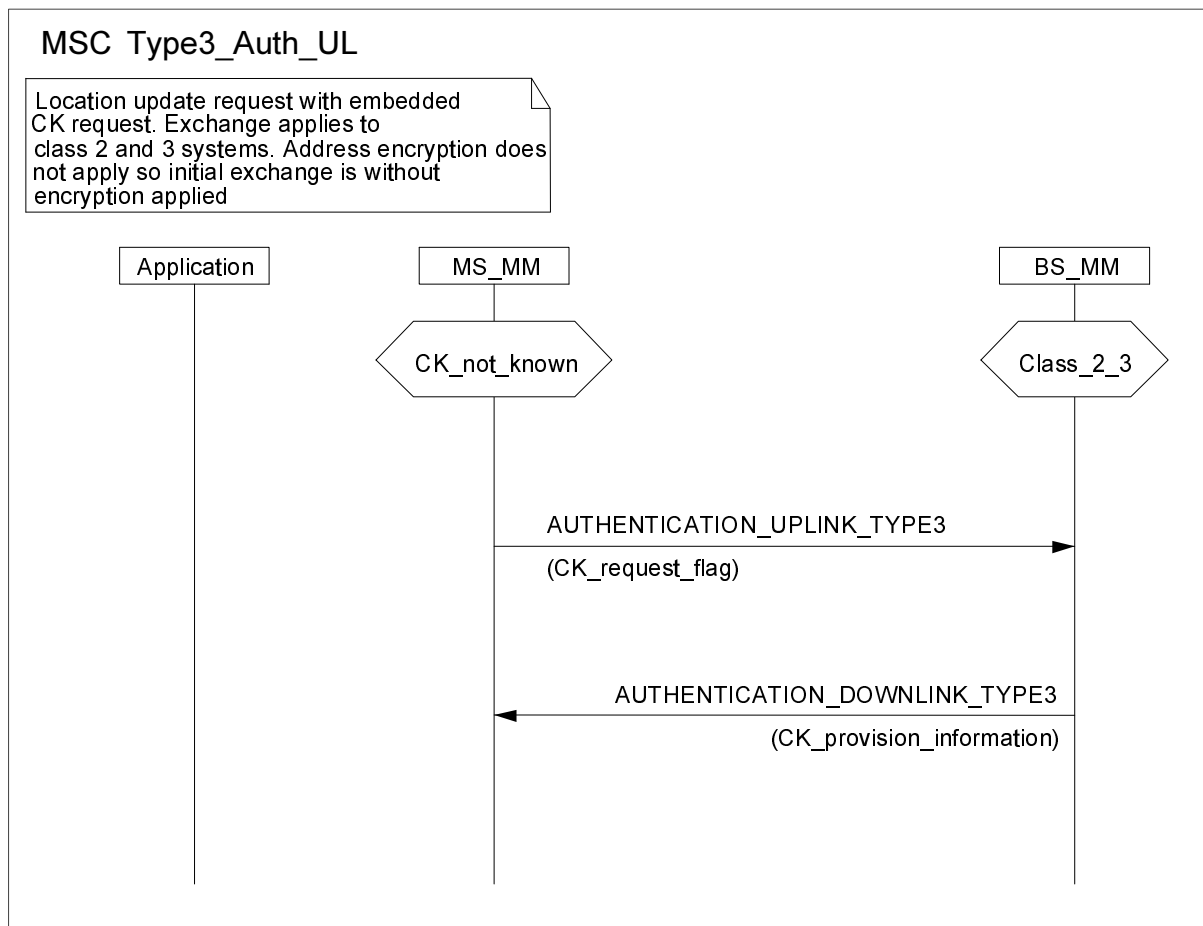 MSC Type3_Auth_UL
Location update request with embedded
CK request. Exchange applies to
class 2 and 3 systems. Address encryption does
not apply so initial exchange is without
encryption applied
Application
MS_MM
BS_MM
CK_not_known
Class_2_3
AUTHENTICATION_UPLINK_TYPE3
(CK_request_flag)
AUTHENTICATION_DOWNLINK_TYPE3
(CK_provision_information)